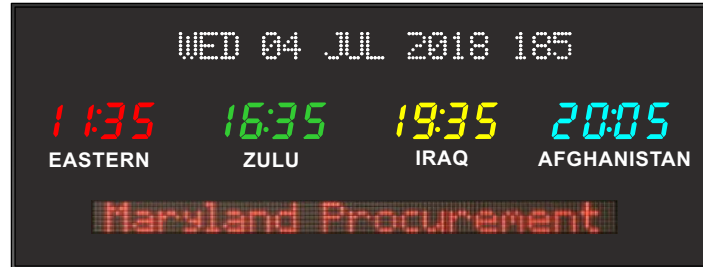 WED 04 JUL 2018 185
11:35 16:35 19:35 20:05
EASTERN ZULU IRAQ AFGHANISTAN
Maryland Procurement